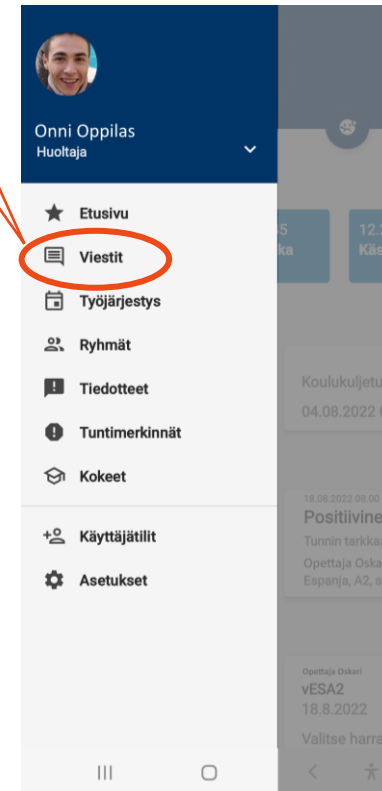 Onni Oppilas
Huoltaja
Etusivu
Viestit
Työjärjestys
Ryhmät
Tiedotteet
Tuntimerkinnät
Kokeet
Käyttäjätilit
Asetukset
Koulukuljetu
04.08.2022
18.08.2022 08.00
Positiivine
Tunnin tarkka
Opettaja Oska
Espanja, A2, s
Opettaja Oskari
vESA2
18.8.2022
Valitse harra